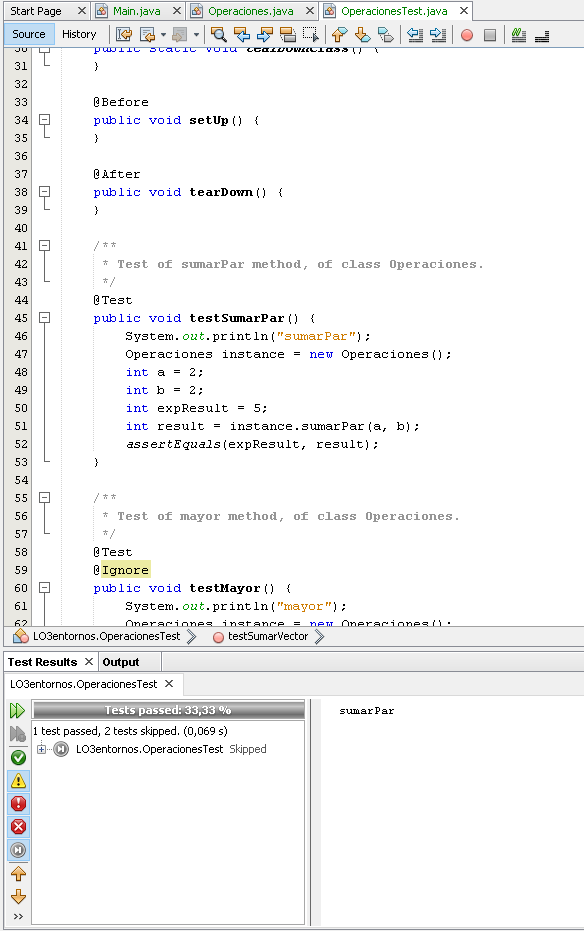 Start Page Main.java Operaciones.java OperacionesTest.java
Source History
30 public static void tearDownClass() {
31 }
32
33 @Before
34 public void setUp() {
35 }
36
37 @After
38 public void tearDown() {
39 }
40
41 /**
42 * Test of sumarPar method, of class Operaciones.
43 */
44 @Test
45 public void testSumarPar() {
46 System.out.println("sumarPar");
47 Operaciones instance = new Operaciones();
48 int a = 2;
49 int b = 2;
50 int expResult = 5;
51 int result = instance.sumarPar(a, b);
52 assertEquals(expResult, result);
53 }
54
55 /**
56 * Test of mayor method, of class Operaciones.
57 */
58 @Test
59 @Ignore
60 public void testMayor() {
61 System.out.println("mayor");
62 Operaciones instance = new Operaciones();
LO3entornos.OperacionesTest testSumarVector
Test Results Output
LO3entornos.OperacionesTest
Tests passed: 33,33 %
sumarPar
1 test passed, 2 tests skipped. (0,069 s)
LO3entornos.OperacionesTest Skipped